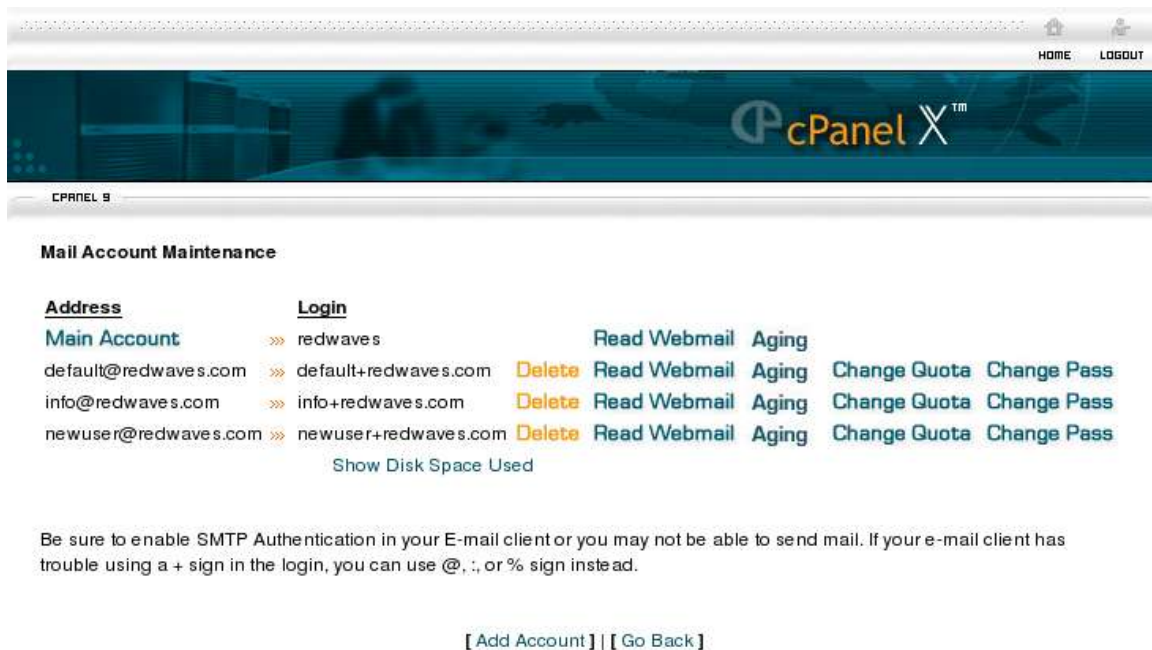 HOME LOGOUT
cPanel X™
CPANEL 9
Mail Account Maintenance
Address Login
Main Account »» redwaves Read Webmail Aging
default@redwaves.com »» default+redwaves.com Delete Read Webmail Aging Change Quota Change Pass
info@redwaves.com »» info+redwaves.com Delete Read Webmail Aging Change Quota Change Pass
newuser@redwaves.com »» newuser+redwaves.com Delete Read Webmail Aging Change Quota Change Pass
Show Disk Space Used
Be sure to enable SMTP Authentication in your E-mail client or you may not be able to send mail. If your e-mail client has
trouble using a + sign in the login, you can use @, :, or % sign instead.
[ Add Account ] | [ Go Back ]